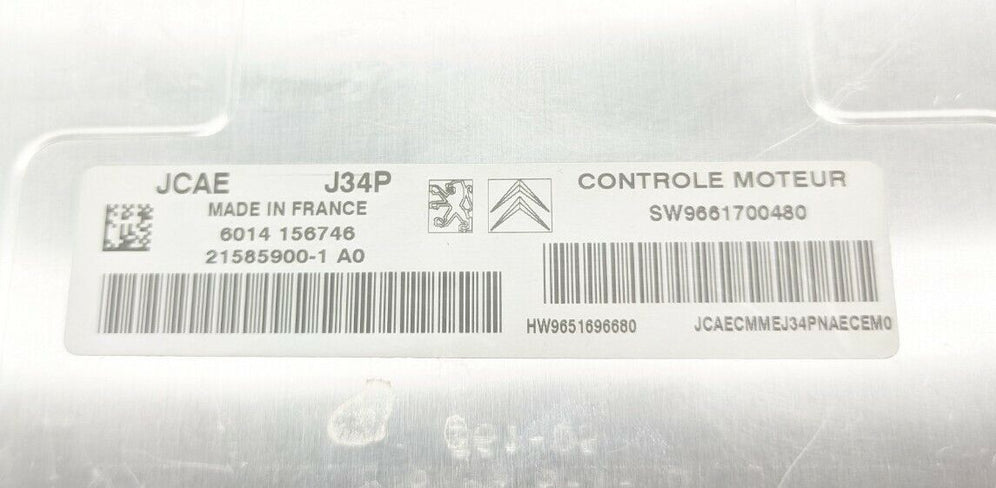 JCAE J34P
MADE IN FRANCE
6014 156746
21585900-1 A0
CONTROLE MOTEUR
SW9661700480
HW9651696680 JCAECMMEJ34PNAECEM0